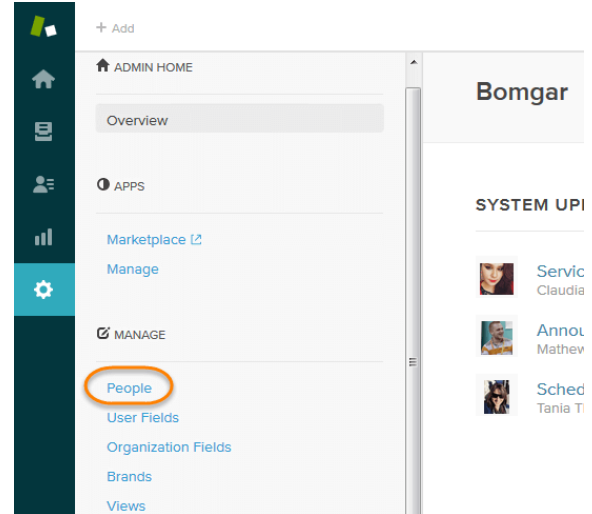 + Add
ADMIN HOME
Overview
APPS
Marketplace
Manage
MANAGE
People
User Fields
Organization Fields
Brands
Views
Bomgar
SYSTEM UP
Servic
Claudia
Annou
Mathew
Sched
Tania T